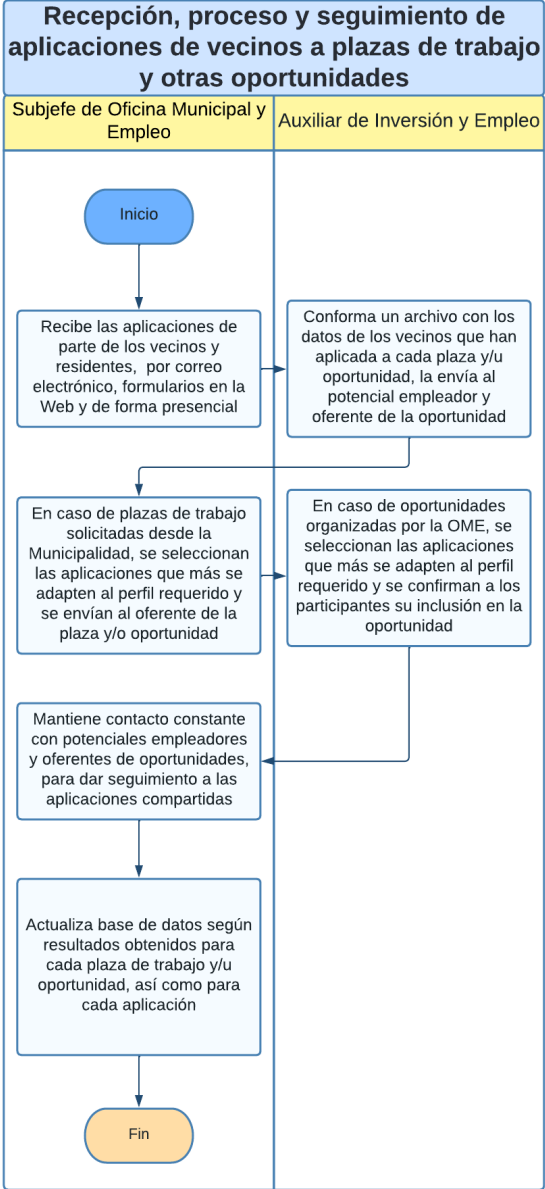 Recepción, proceso y seguimiento de
aplicaciones de vecinos a plazas de trabajo
y otras oportunidades
Subjefe de Oficina Municipal y
Empleo
Auxiliar de Inversión y Empleo
Inicio
Recibe las aplicaciones de
parte de los vecinos y
residentes,  por correo
electrónico, formularios en la
Web y de forma presencial
Conforma un archivo con los
datos de los vecinos que han
aplicada a cada plaza y/u
oportunidad, la envía al
potencial empleador y
oferente de la oportunidad
En caso de plazas de trabajo
solicitadas desde la
Municipalidad, se seleccionan
las aplicaciones que más se
adapten al perfil requerido y
se envían al oferente de la
plaza y/o oportunidad
En caso de oportunidades
organizadas por la OME, se
seleccionan las aplicaciones
que más se adapten al perfil
requerido y se confirman a los
participantes su inclusión en la
oportunidad
Mantiene contacto constante
con potenciales empleadores
y oferentes de oportunidades,
para dar seguimiento a las
aplicaciones compartidas
Actualiza base de datos según
resultados obtenidos para
cada plaza de trabajo y/u
oportunidad, así como para
cada aplicación
Fin